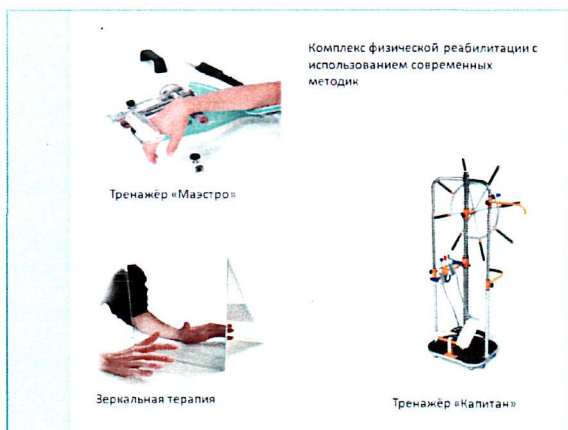 Комплекс физической реабилитации с
использованием современных
методик
Тренажёр «Маэстро»
Зеркальная терапия
Тренажёр «Капитан»